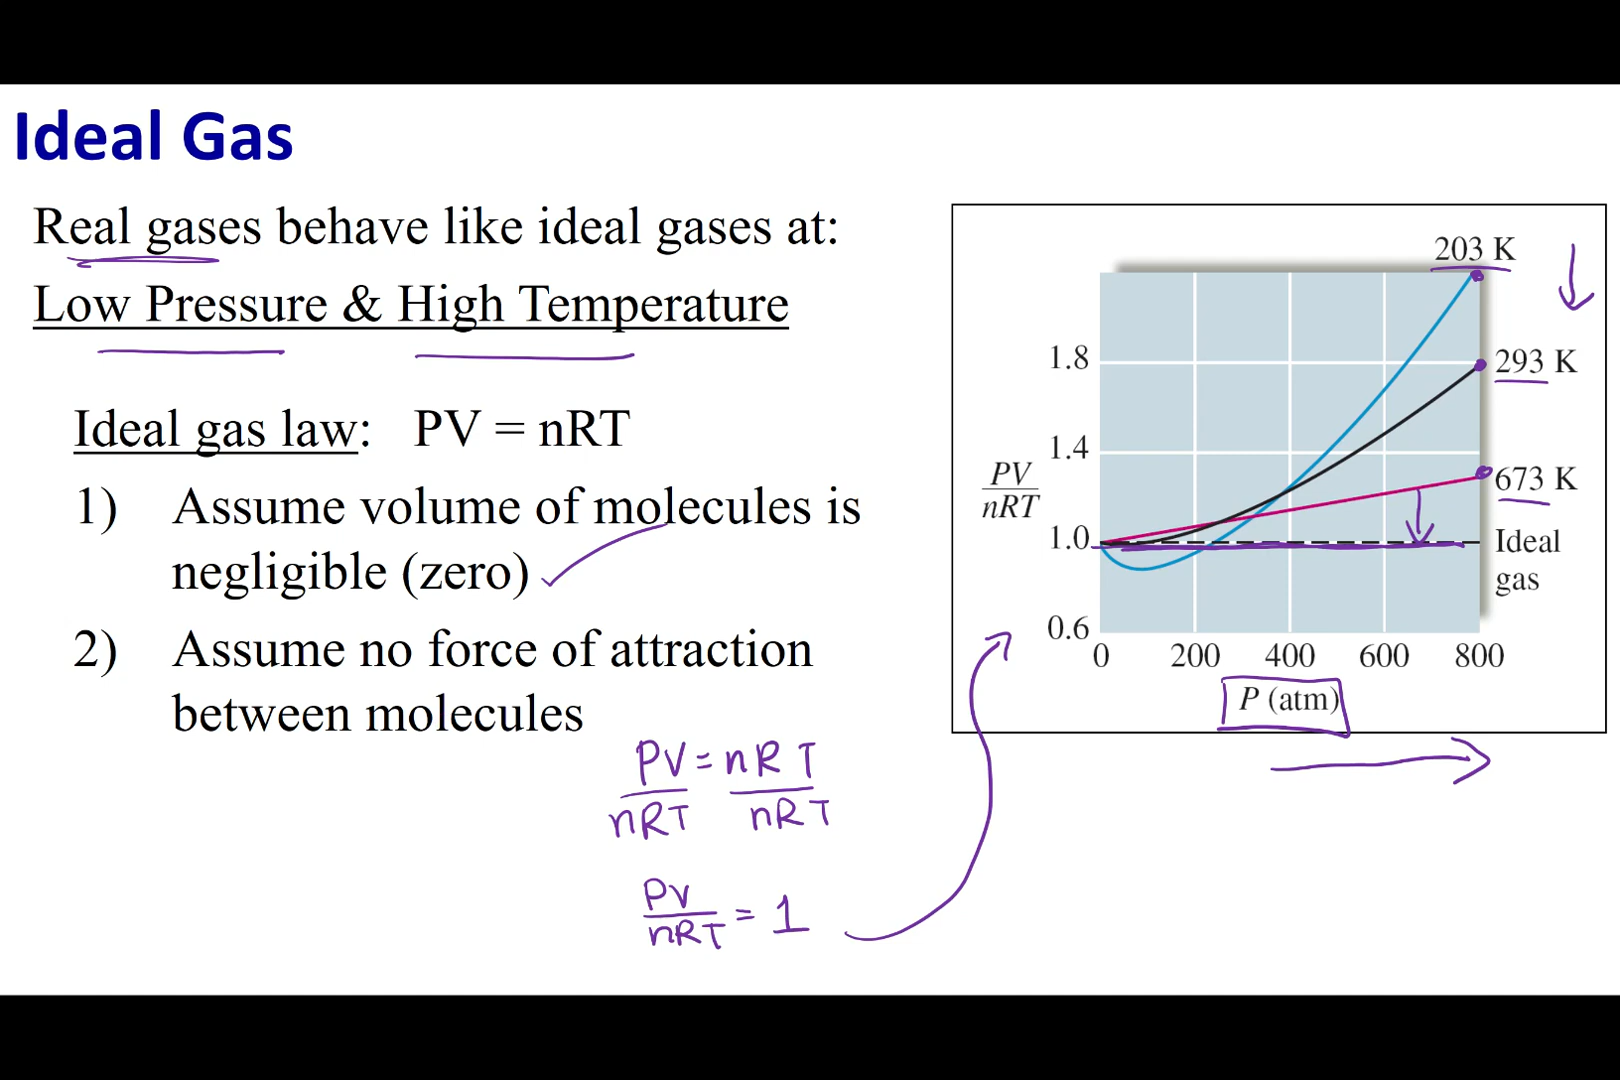 Ideal Gas
Real gases behave like ideal gases at:
Low Pressure & High Temperature
Ideal gas law: PV = nRT
1) Assume volume of molecules is
negligible (zero)
2) Assume no force of attraction
between molecules
PV = nRT
nRT nRT
PV
nRT = 1
203 K
1.8
293 K
1.4
PV
nRT
673 K
1.0
Ideal
gas
0.6
0 200 400 600 800
P (atm)